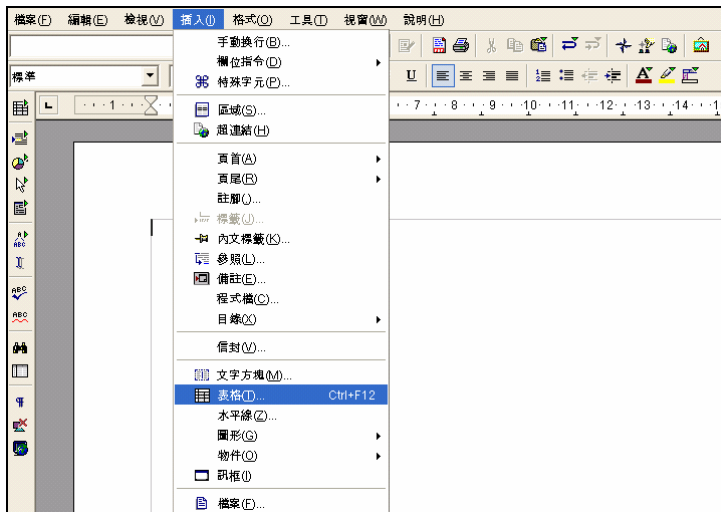 檔案(F) 編輯(E) 檢視(V) 插入(I) 格式(O) 工具(T) 視窗(W) 說明(H)
手動換行(B)...
欄位指令(D)
標準
特殊字元(P)...
U
區域(S)...
1 7 8 9 10 11 12 13 14 1
超連結(H)
頁首(A)
頁尾(R)
註腳(.)...
標籤(J)...
內文標籤(K)...
參照(L)...
備註(E)...
程式檔(C)...
目錄(X)
信封(V)...
文字方塊(M)...
表格(T)... Ctrl+F12
水平線(Z)...
圖形(G)
物件(O)
訊框(I)
檔案(F)...
ABC
ABC